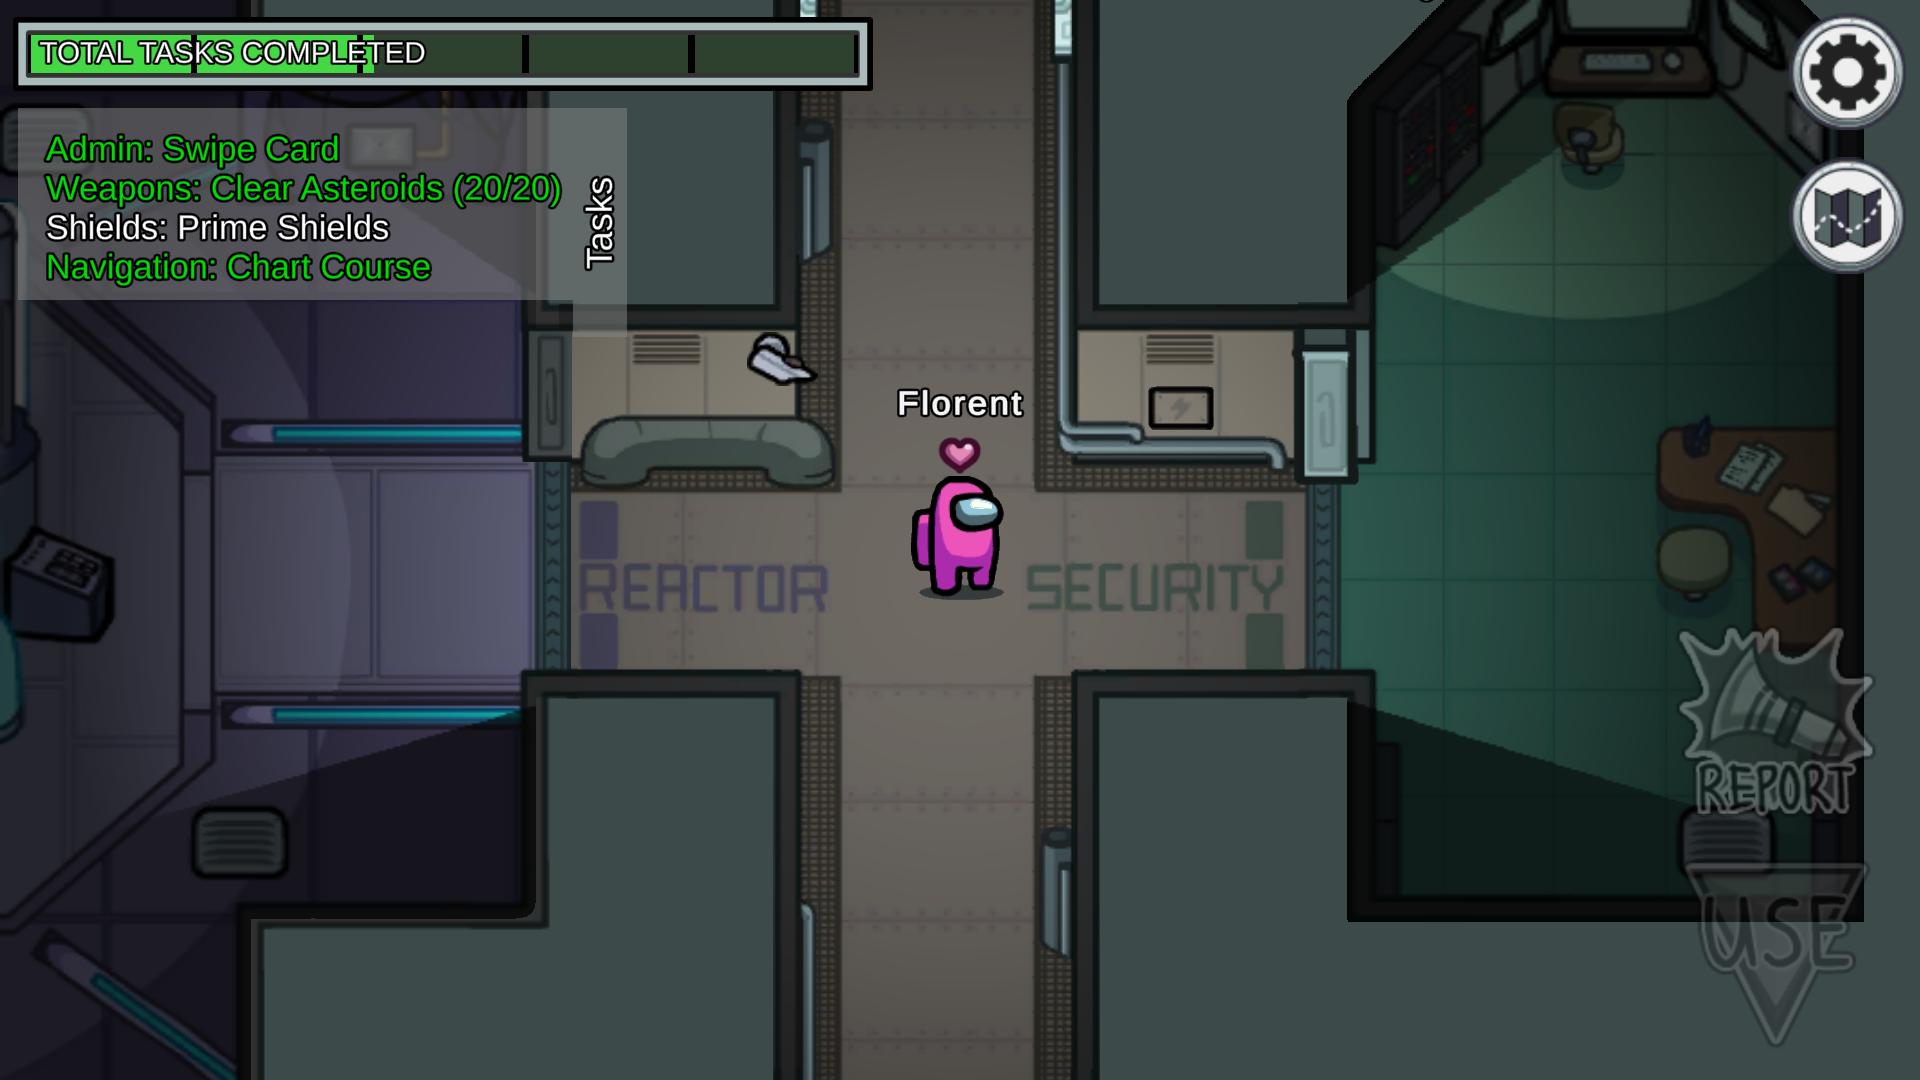 TOTAL TASKS COMPLETED
Admin: Swipe Card
Weapons: Clear Asteroids (20/20)
Shields: Prime Shields
Navigation: Chart Course
Tasks
Florent
REACTOR
SECURITY
REPORT
USE